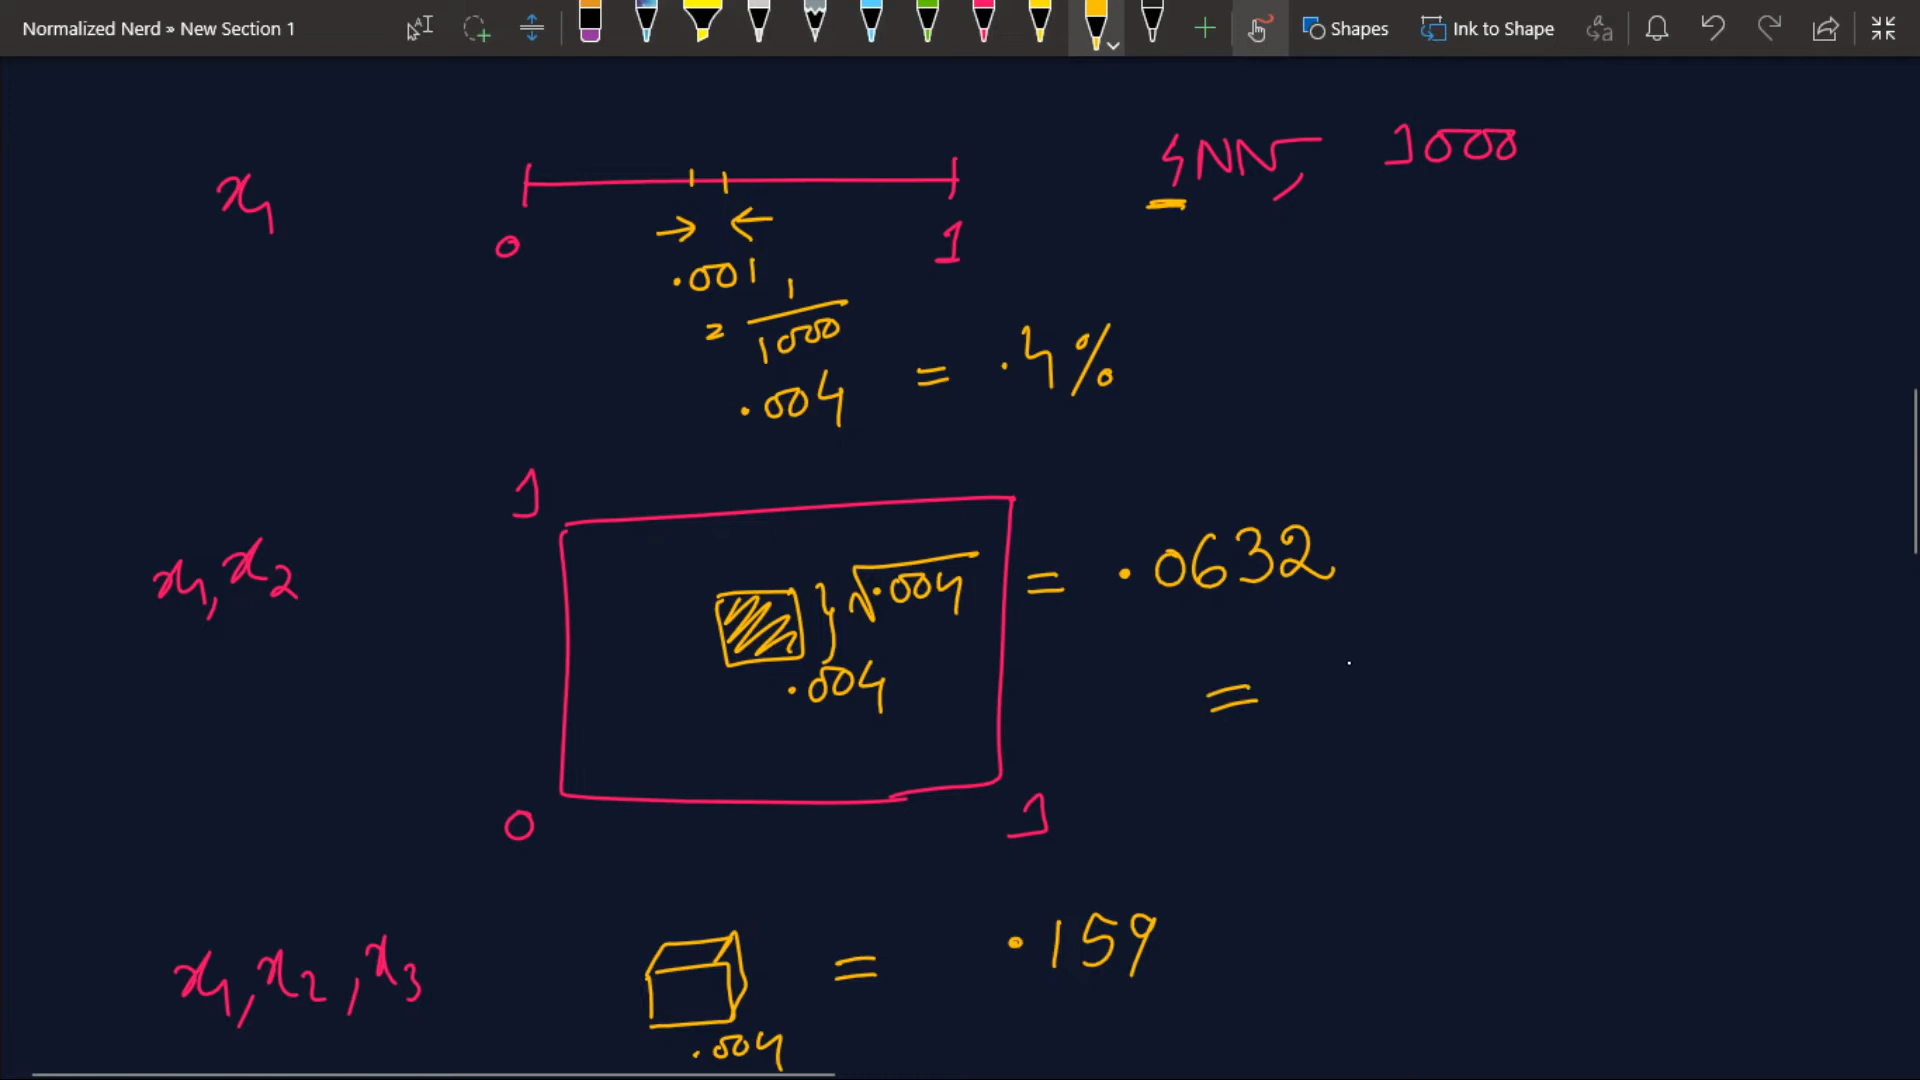 Normalized Nerd » New Section 1
Shapes
Ink to Shape
x1
0
1
4NN, 1000
.001
= 1/1000
.004 = .4%
x1, x2
1
√.004 = .0632
.004
=
0
1
x1, x2, x3
= .159
.004